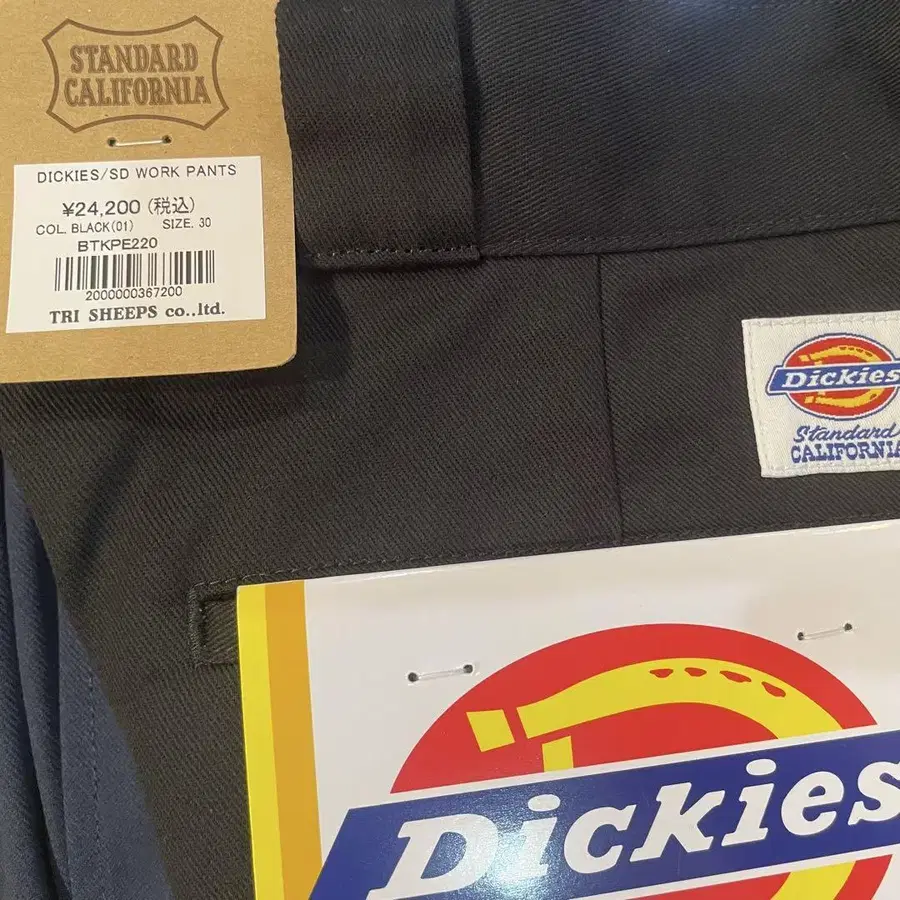 STANDARD
CALIFORNIA
DICKIES/SD WORK PANTS
¥24,200 (税込)
COL. BLACK(01) SIZE. 30
BTKPE220
2000000367200
TRI SHEEPS co.,ltd.
Dickies
Standard
CALIFORNIA
Dickies